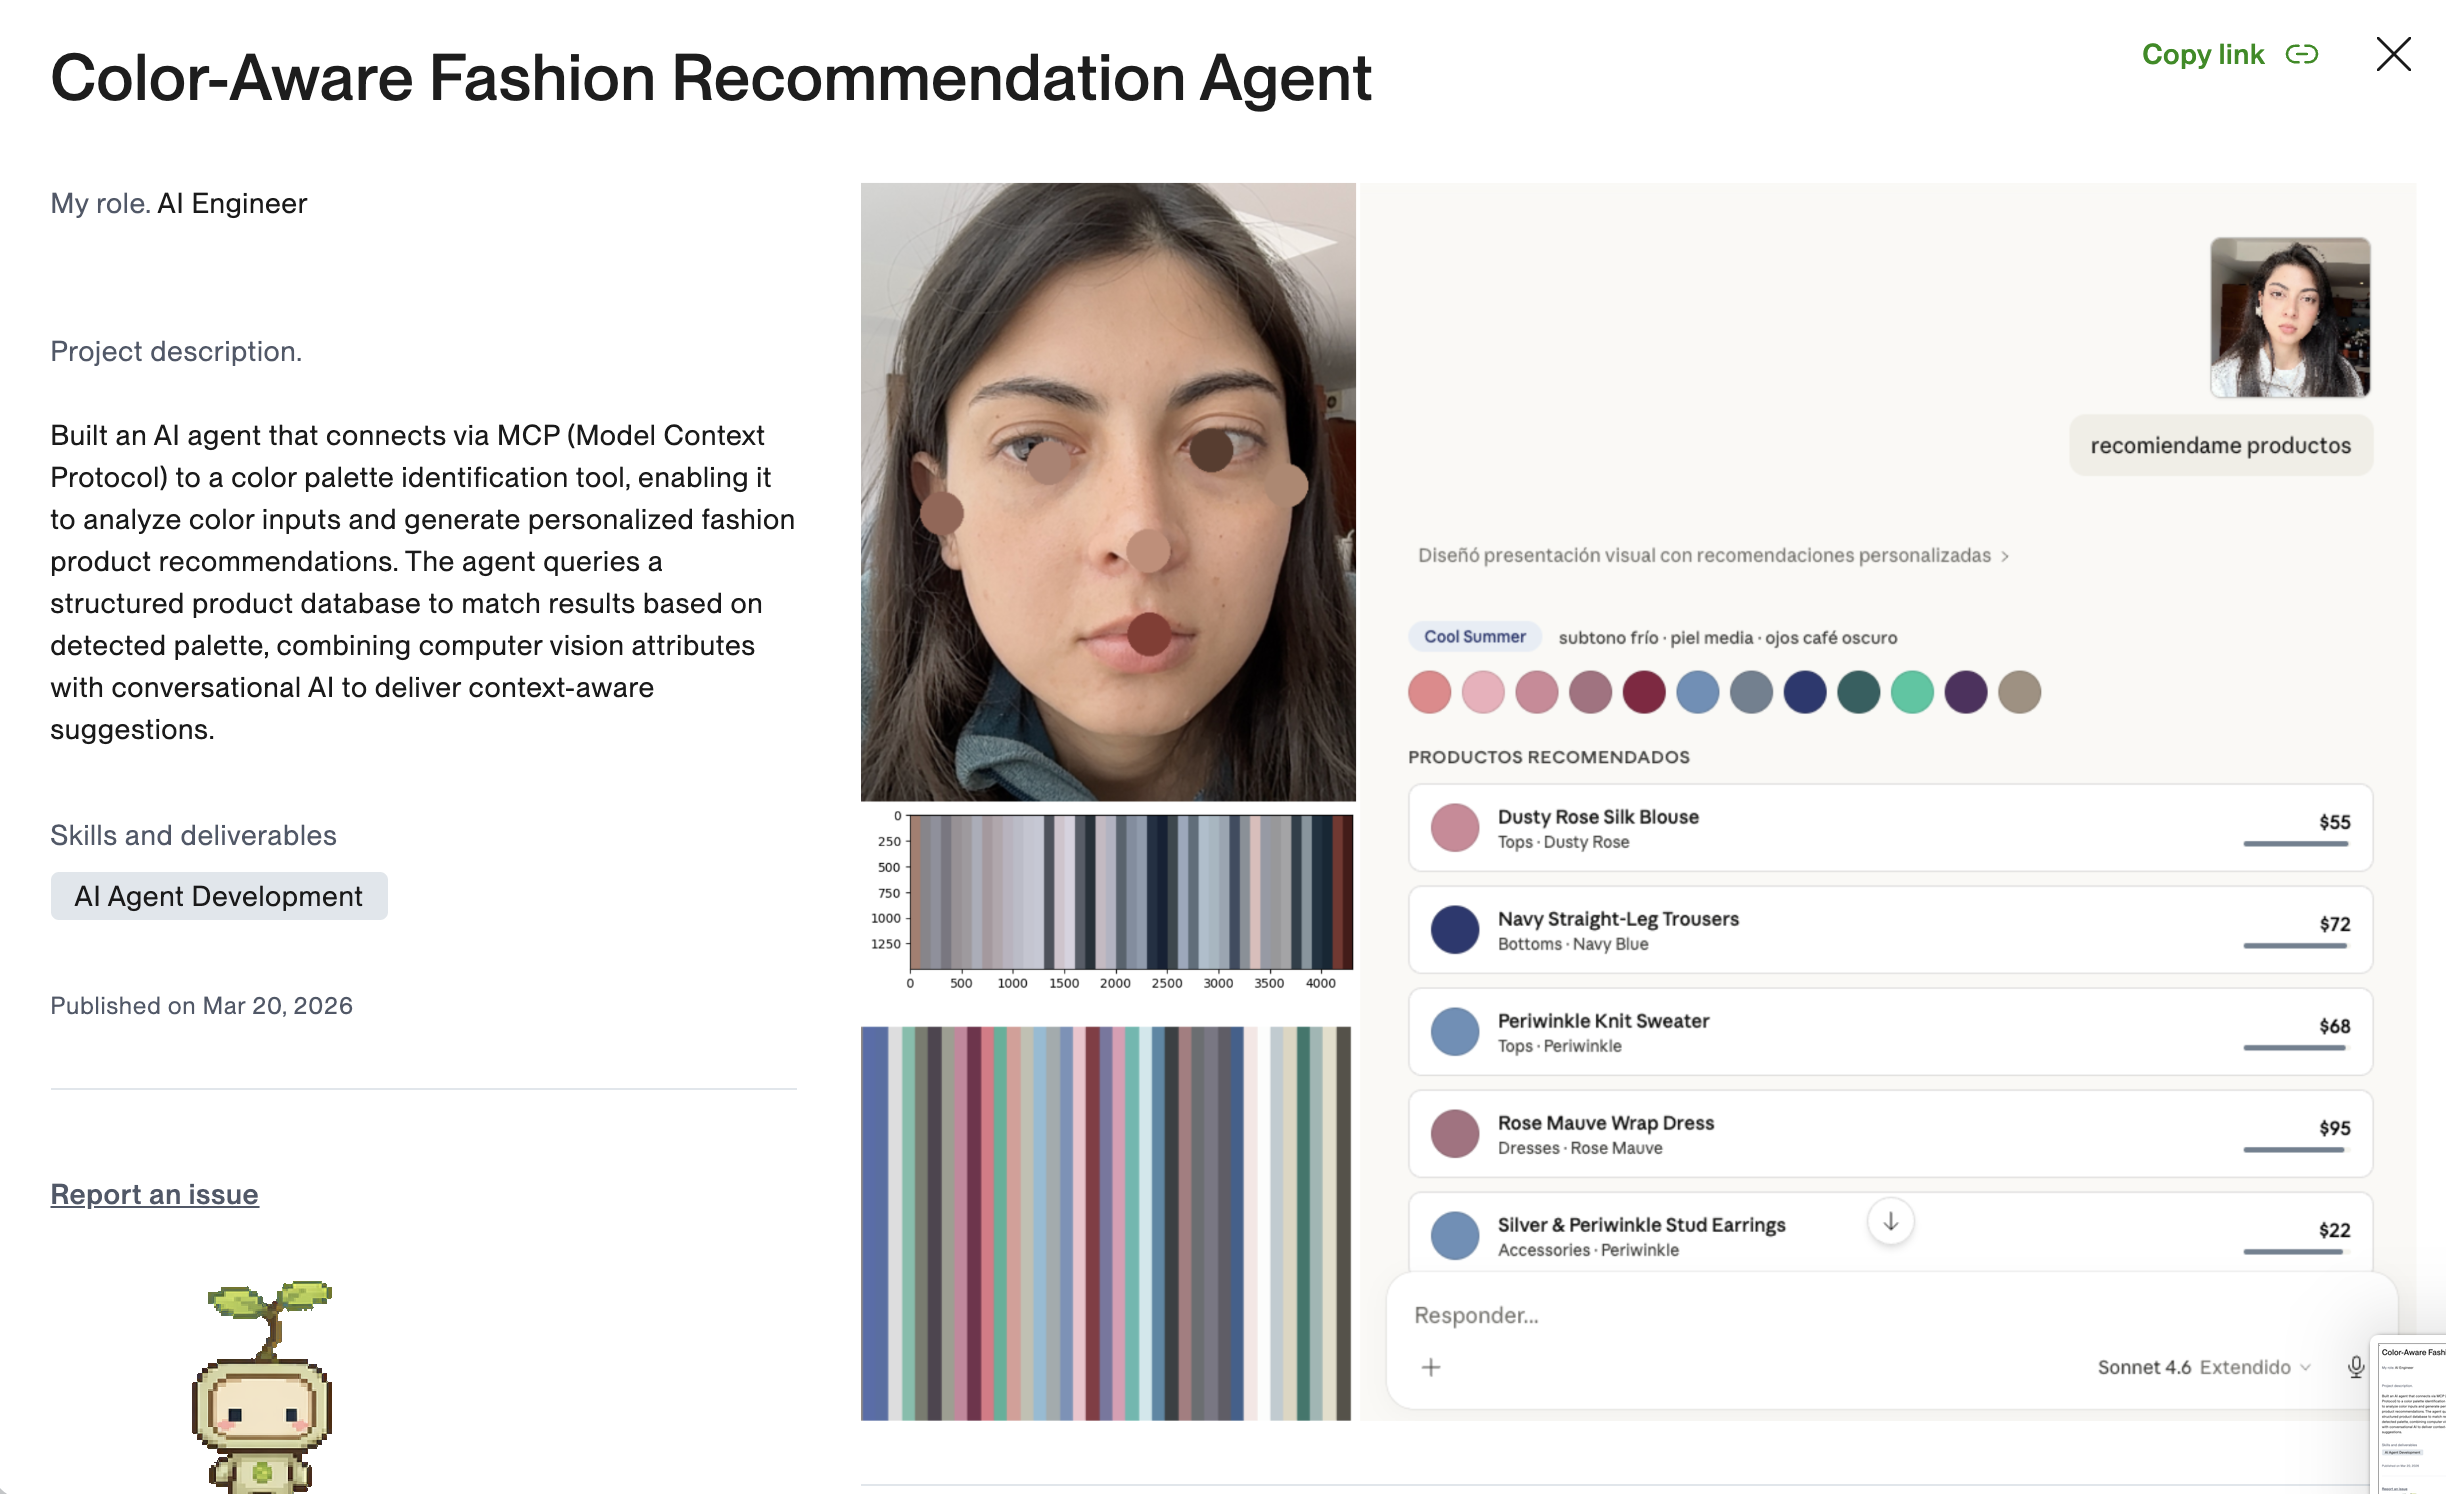 Color-Aware Fashion Recommendation Agent
Copy link
My role. AI Engineer
Project description.
Built an AI agent that connects via MCP (Model Context
Protocol) to a color palette identification tool, enabling it
to analyze color inputs and generate personalized fashion
product recommendations. The agent queries a
structured product database to match results based on
detected palette, combining computer vision attributes
with conversational AI to deliver context-aware
suggestions.
Skills and deliverables
AI Agent Development
Published on Mar 20, 2026
Report an issue
0
250
500
750
1000
1250
0 500 1000 1500 2000 2500 3000 3500 4000
recomiendame productos
Diseñó presentación visual con recomendaciones personalizadas >
Cool Summer subtono frío · piel media · ojos café oscuro
PRODUCTOS RECOMENDADOS
Dusty Rose Silk Blouse
$55
Tops · Dusty Rose
Navy Straight-Leg Trousers
$72
Bottoms · Navy Blue
Periwinkle Knit Sweater
$68
Tops · Periwinkle
Rose Mauve Wrap Dress
$95
Dresses · Rose Mauve
Silver & Periwinkle Stud Earrings
$22
Accessories · Periwinkle
Responder...
Sonnet 4.6 Extendido
Color-Aware Fash